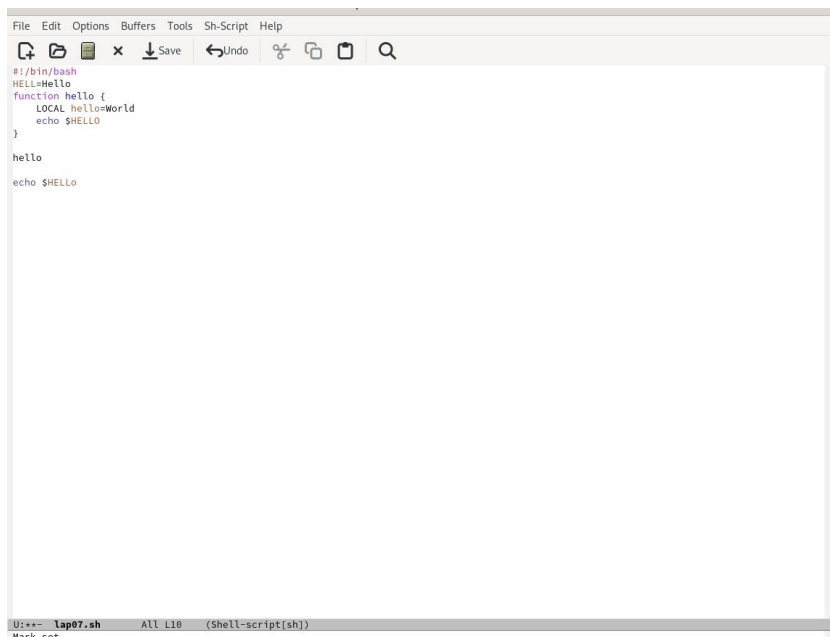 File Edit Options Buffers Tools Sh-Script Help
Save Undo
#!/bin/bash
HELL=Hello
function hello {
    LOCAL hello=World
    echo $HELLO
}
hello
echo $HELLo
U:**- lap07.sh All L10 (Shell-script[sh])
Mark set